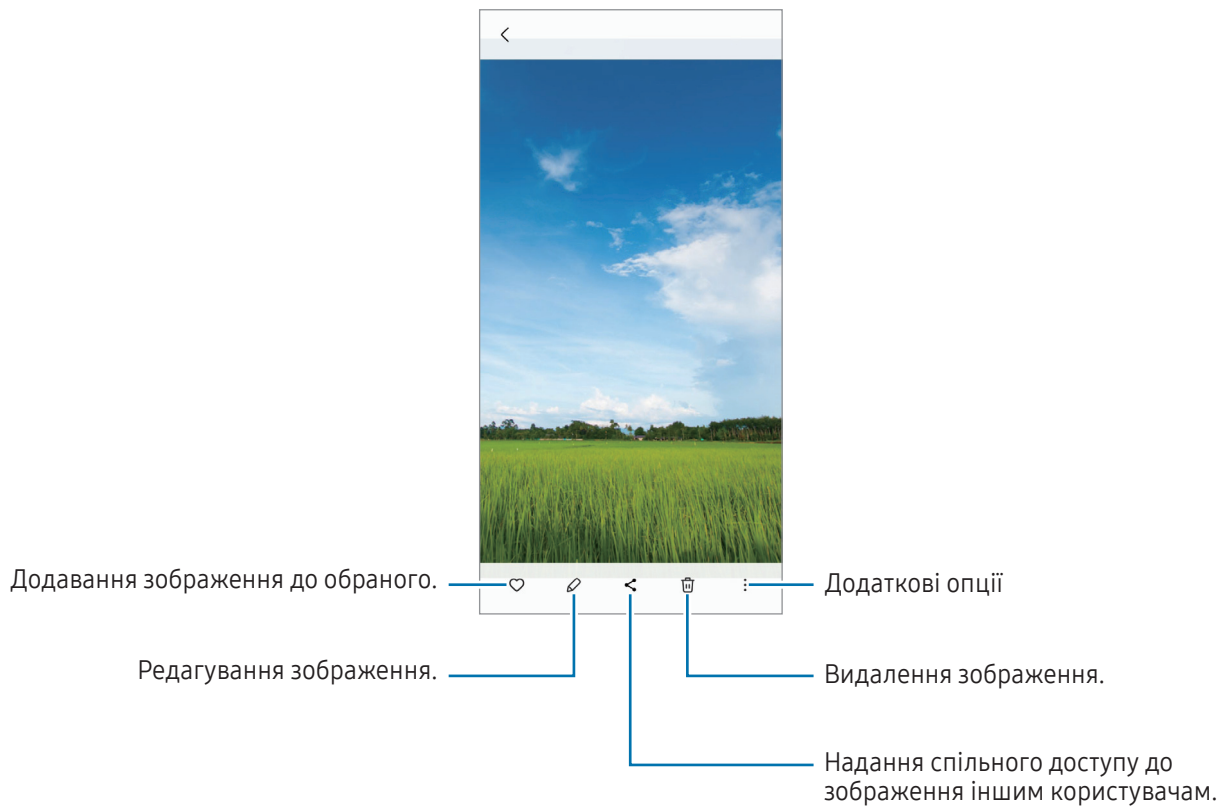 Додавання зображення до обраного.
Додаткові опції
Редагування зображення.
Видалення зображення.
Надання спільного доступу до
зображення іншим користувачам.